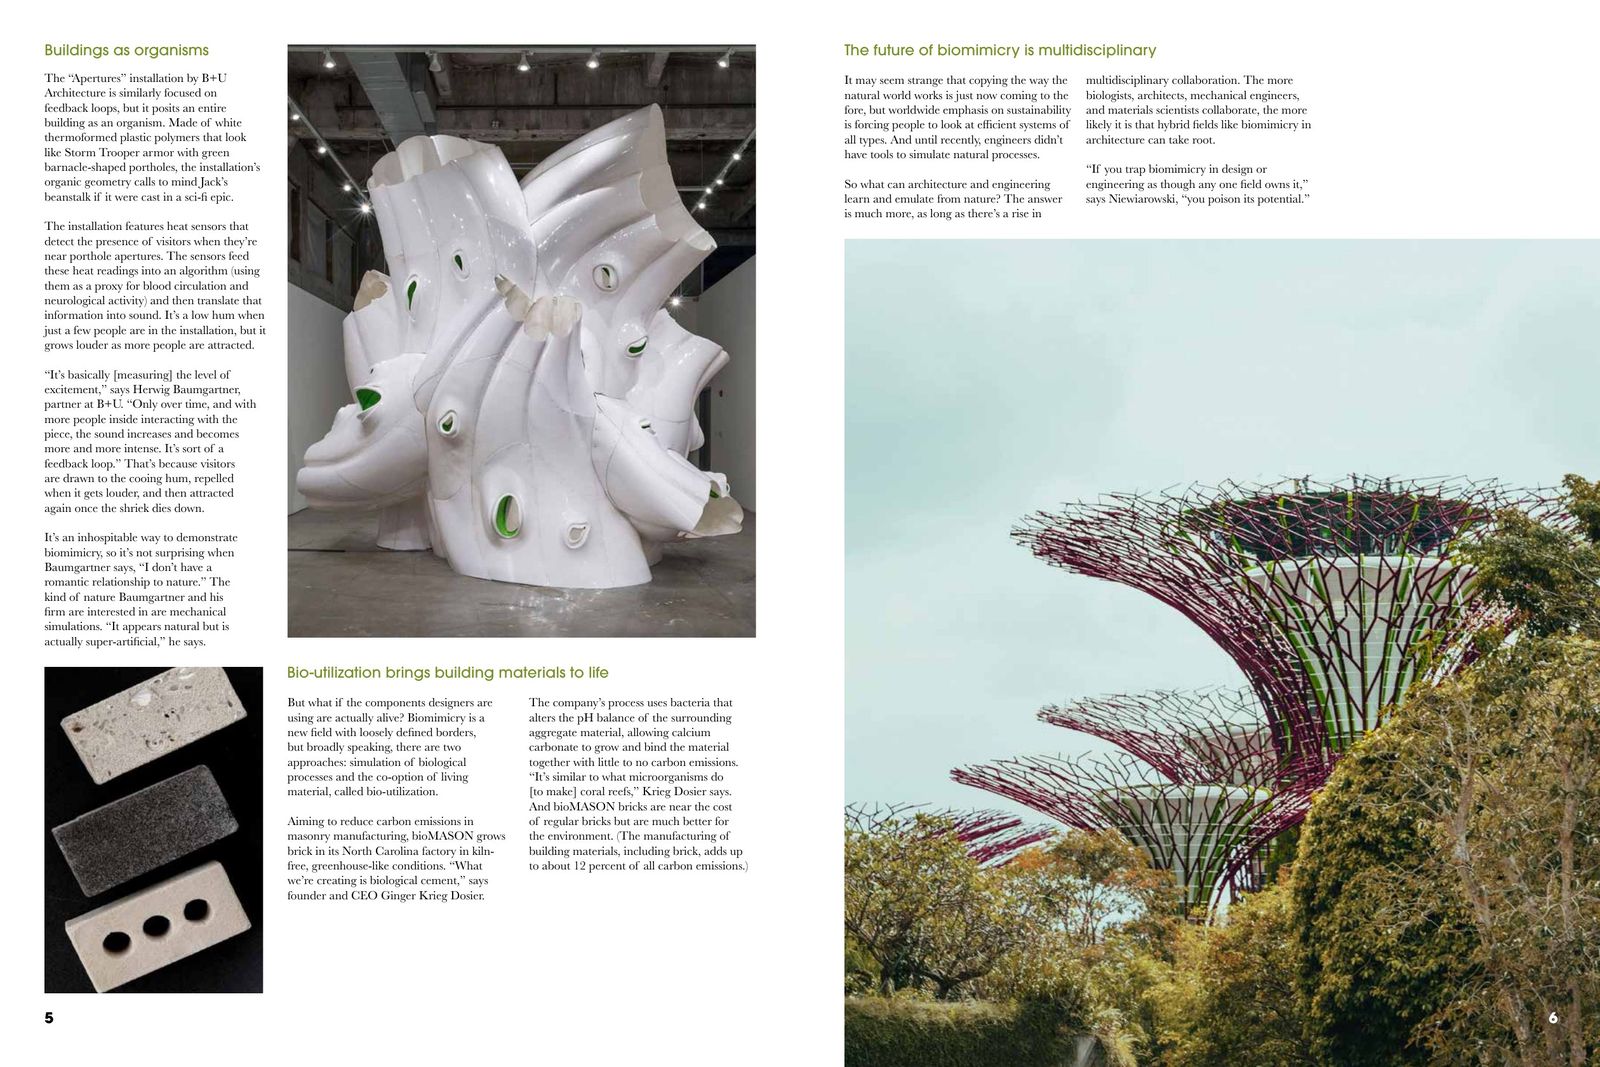 Buildings as organisms
The “Apertures” installation by B+U
Architecture is similarly focused on
feedback loops, but it posits an entire
building as an organism. Made of white
thermoformed plastic polymers that look
like Storm Trooper armor with green
barnacle-shaped portholes, the installation’s
organic geometry calls to mind Jack’s
beanstalk if it were cast in a sci-fi epic.
The installation features heat sensors that
detect the presence of visitors when they’re
near porthole apertures. The sensors feed
these heat readings into an algorithm (using
them as a proxy for blood circulation and
neurological activity) and then translate that
information into sound. It’s a low hum when
just a few people are in the installation, but it
grows louder as more people are attracted.
“It’s basically [measuring] the level of
excitement,” says Herwig Baumgartner,
partner at B+U. “Only over time, and with
more people inside interacting with the
piece, the sound increases and becomes
more and more intense. It’s sort of a
feedback loop.” That’s because visitors
are drawn to the cooing hum, repelled
when it gets louder, and then attracted
again once the shriek dies down.
It’s an inhospitable way to demonstrate
biomimicry, so it’s not surprising when
Baumgartner says, “I don’t have a
romantic relationship to nature.” The
kind of nature Baumgartner and his
firm are interested in are mechanical
simulations. “It appears natural but is
actually super-artificial,” he says.
Bio-utilization brings building materials to life
But what if the components designers are
using are actually alive? Biomimicry is a
new field with loosely defined borders,
but broadly speaking, there are two
approaches: simulation of biological
processes and the co-option of living
material, called bio-utilization.
Aiming to reduce carbon emissions in
masonry manufacturing, bioMASON grows
brick in its North Carolina factory in kiln-
free, greenhouse-like conditions. “What
we’re creating is biological cement,” says
founder and CEO Ginger Krieg Dosier.
The company’s process uses bacteria that
alters the pH balance of the surrounding
aggregate material, allowing calcium
carbonate to grow and bind the material
together with little to no carbon emissions.
“It’s similar to what microorganisms do
[to make] coral reefs,” Krieg Dosier says.
And bioMASON bricks are near the cost
of regular bricks but are much better for
the environment. (The manufacturing of
building materials, including brick, adds up
to about 12 percent of all carbon emissions.)
5
The future of biomimicry is multidisciplinary
It may seem strange that copying the way the
natural world works is just now coming to the
fore, but worldwide emphasis on sustainability
is forcing people to look at efficient systems of
all types. And until recently, engineers didn’t
have tools to simulate natural processes.
So what can architecture and engineering
learn and emulate from nature? The answer
is much more, as long as there’s a rise in
multidisciplinary collaboration. The more
biologists, architects, mechanical engineers,
and materials scientists collaborate, the more
likely it is that hybrid fields like biomimicry in
architecture can take root.
“If you trap biomimicry in design or
engineering as though any one field owns it,”
says Niewiarowski, “you poison its potential.”
6